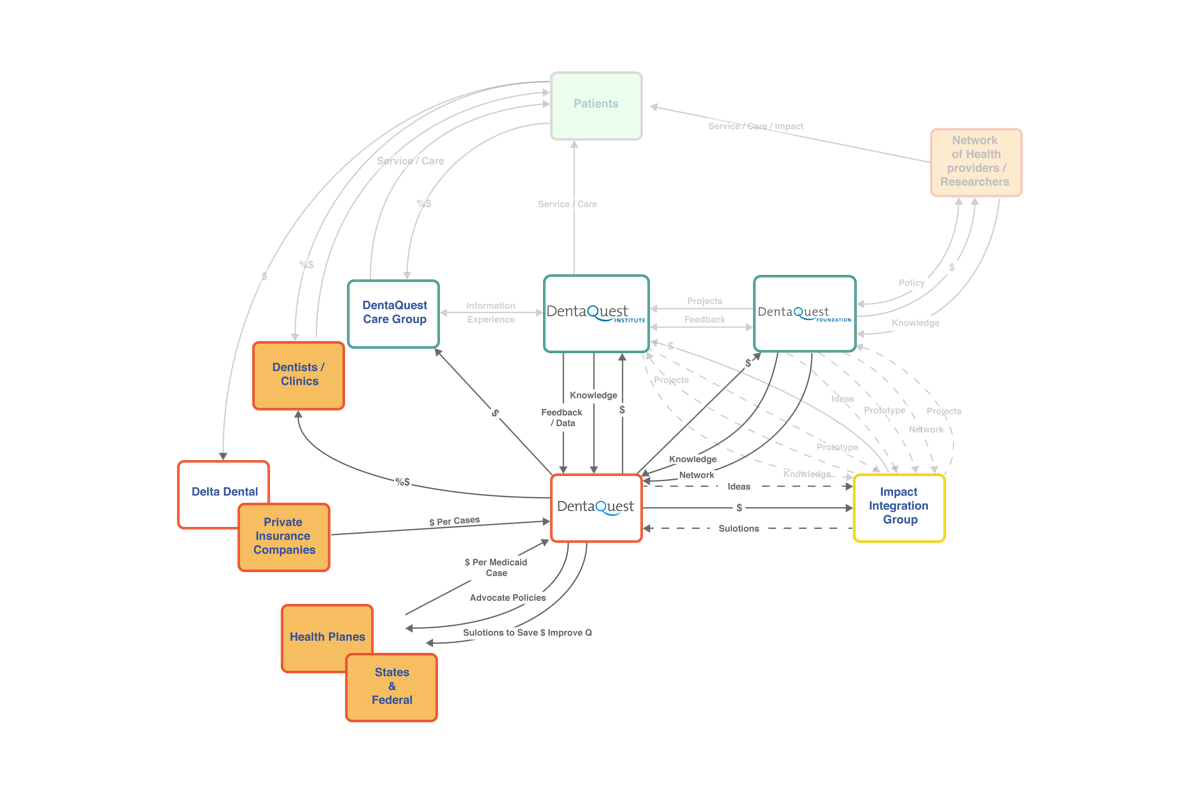 Patients
Service / Care / Impact
Network
of Health
providers /
Researchers
Service / Care
%$
Service / Care
$
%$
Policy
$
Knowledge
DentaQuest
Care Group
Information
Experience
DentaQuest
INSTITUTE
Projects
Feedback
DentaQuest
FOUNDATION
Dentists /
Clinics
$
$
Projects
Knowledge
Feedback
/ Data
$
$
Ideas
Prototype
Projects
Network
Prototype
Knowledge
Knowledge
Network
%$
Delta Dental
Private
Insurance
Companies
$ Per Cases
DentaQuest
Ideas
$
Sulotions
Impact
Integration
Group
$ Per Medicaid
Case
Advocate Policies
Sulotions to Save $ Improve Q
Health Planes
States
&
Federal